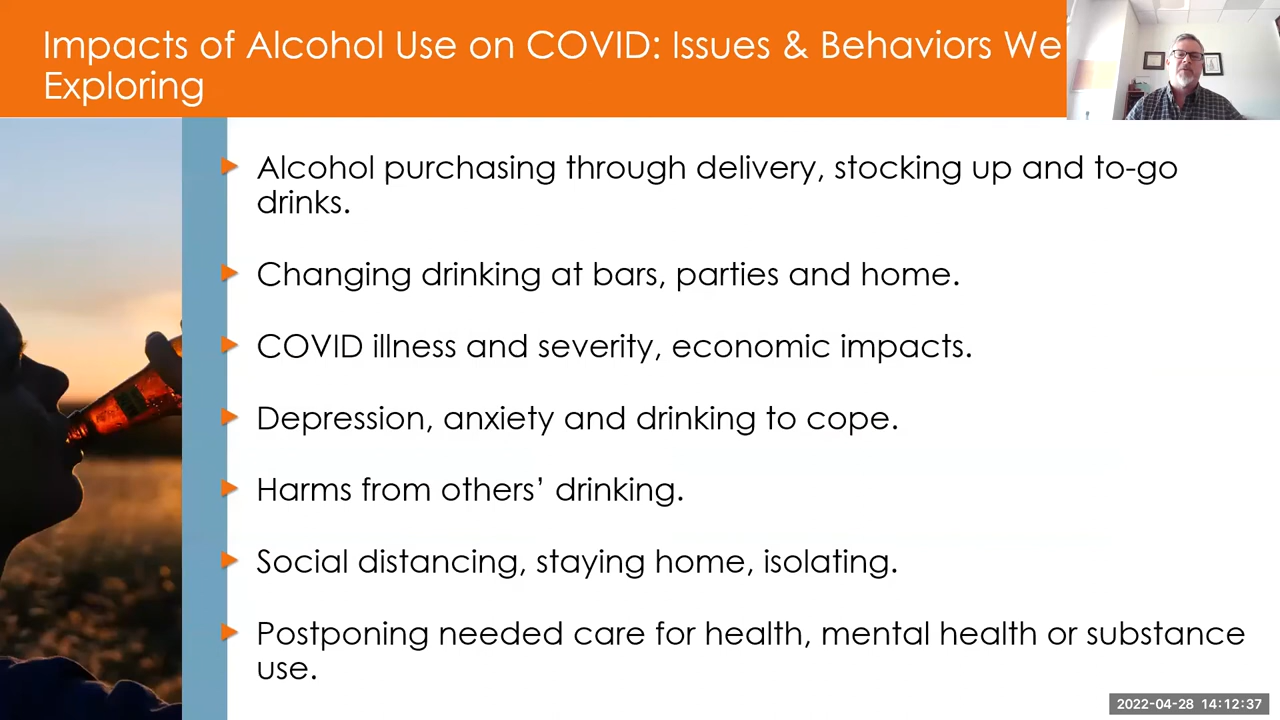 Impacts of Alcohol Use on COVID: Issues & Behaviors We
Exploring
Alcohol purchasing through delivery, stocking up and to-go
drinks.
Changing drinking at bars, parties and home.
COVID illness and severity, economic impacts.
Depression, anxiety and drinking to cope.
Harms from others’ drinking.
Social distancing, staying home, isolating.
Postponing needed care for health, mental health or substance
use.
2022-04-28 14:12:37